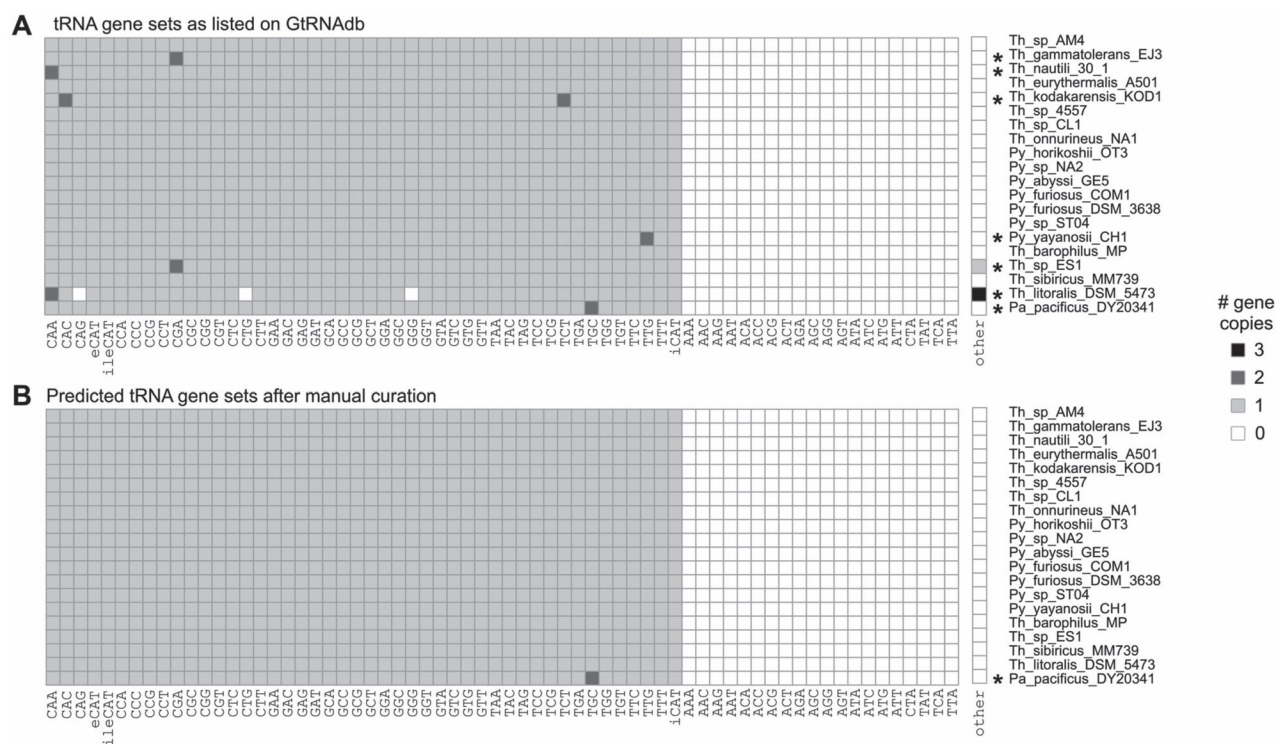 A tRNA gene sets as listed on GtRNAdb
Th_sp_AM4
* Th_gammatolerans_EJ3
* Th_nautili_30_1
Th_eurythermalis_A501
* Th_kodakarensis_KOD1
Th_sp_4557
Th_sp_CL1
Th_onnurineus_NA1
Py_horikoshii_OT3
Py_sp_NA2
Py_abyssi_GE5
Py_furiosus_COM1
Py_furiosus_DSM_3638
Py_sp_ST04
* Py_yayanosii_CH1
Th_barophilus_MP
* Th_sp_ES1
Th_sibiricus_MM739
* Th_litoralis_DSM_5473
* Pa_pacificus_DY20341
CAA CAC CAG eCAT ileCAT CCA CCC CCG CCT CGA CGC CGG CGT CTC CTG CTT GAA GAC GAG GAT GCA GCC GCG GCT GGA GGC GGG GGT GTA GTC GTG GTT TAA TAC TAG TCC TCG TCT TGA TGC TGG TGT TTC TTG TTT iCAT AAA AAC AAG AAT ACA ACC ACG ACT AGA AGC AGG AGT ATA ATC ATG ATT CTA TAT TCA TTA other
# gene
copies
3
2
1
0
B Predicted tRNA gene sets after manual curation
Th_sp_AM4
Th_gammatolerans_EJ3
Th_nautili_30_1
Th_eurythermalis_A501
Th_kodakarensis_KOD1
Th_sp_4557
Th_sp_CL1
Th_onnurineus_NA1
Py_horikoshii_OT3
Py_sp_NA2
Py_abyssi_GE5
Py_furiosus_COM1
Py_furiosus_DSM_3638
Py_sp_ST04
Py_yayanosii_CH1
Th_barophilus_MP
Th_sp_ES1
Th_sibiricus_MM739
Th_litoralis_DSM_5473
* Pa_pacificus_DY20341
CAA CAC CAG eCAT ileCAT CCA CCC CCG CCT CGA CGC CGG CGT CTC CTG CTT GAA GAC GAG GAT GCA GCC GCG GCT GGA GGC GGG GGT GTA GTC GTG GTT TAA TAC TAG TCC TCG TCT TGA TGC TGG TGT TTC TTG TTT iCAT AAA AAC AAG AAT ACA ACC ACG ACT AGA AGC AGG AGT ATA ATC ATG ATT CTA TAT TCA TTA other